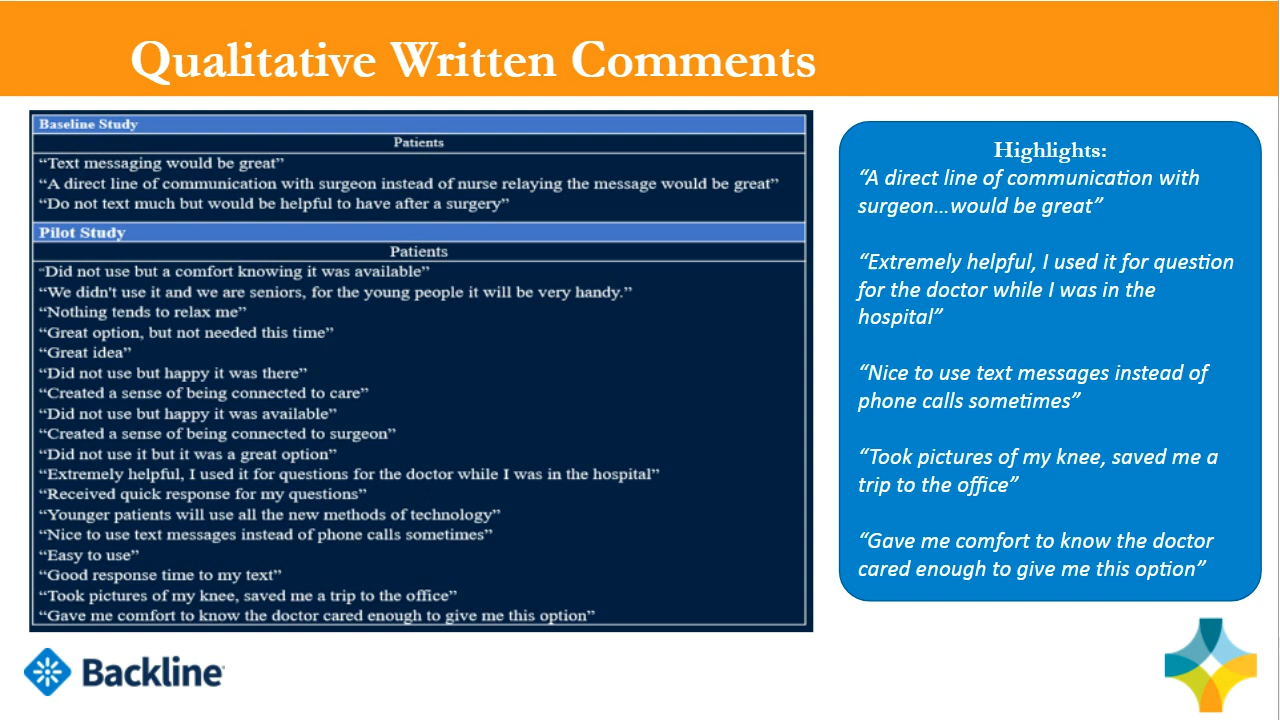 Qualitative Written Comments
Baseline Study
Patients
“Text messaging would be great”
“A direct line of communication with surgeon instead of nurse relaying the message would be great”
“Do not text much but would be helpful to have after a surgery”
Pilot Study
Patients
“Did not use but a comfort knowing it was available”
“We didn't use it and we are seniors, for the young people it will be very handy.”
“Nothing tends to relax me”
“Great option, but not needed this time”
“Great idea”
“Did not use but happy it was there”
“Created a sense of being connected to care”
“Did not use but happy it was available”
“Created a sense of being connected to surgeon”
“Did not use it but it was a great option”
“Extremely helpful, I used it for questions for the doctor while I was in the hospital”
“Received quick response for my questions”
“Younger patients will use all the new methods of technology”
“Nice to use text messages instead of phone calls sometimes”
“Easy to use”
“Good response time to my text”
“Took pictures of my knee, saved me a trip to the office”
“Gave me comfort to know the doctor cared enough to give me this option”
Highlights:
“A direct line of communication with
surgeon…would be great”
“Extremely helpful, I used it for question
for the doctor while I was in the
hospital”
“Nice to use text messages instead of
phone calls sometimes”
“Took pictures of my knee, saved me a
trip to the office”
“Gave me comfort to know the doctor
cared enough to give me this option”
Backline